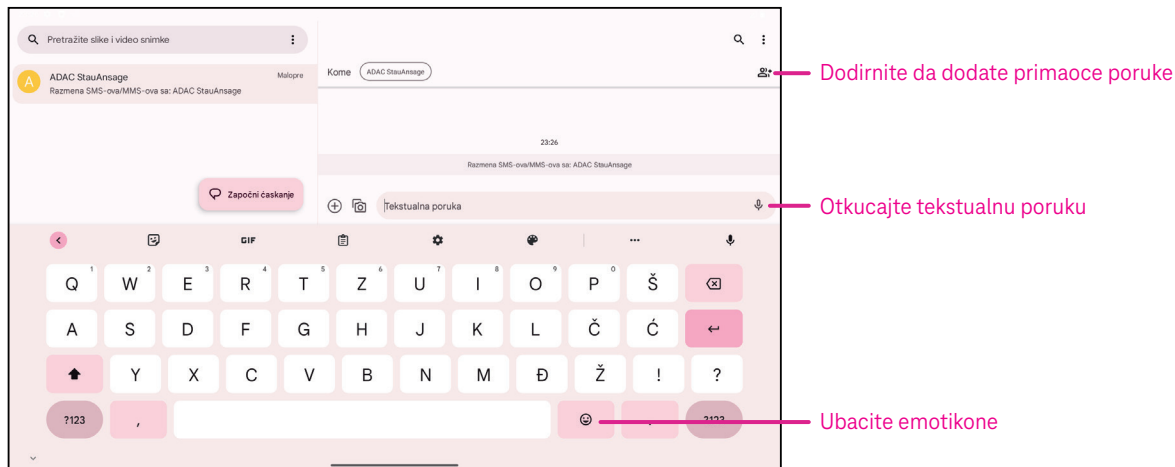 Pretražite slike i video snimke
A
ADAC StauAnsage
Malopre
Razmena SMS-ova/MMS-ova sa: ADAC StauAnsage
Započni ćaskanje
Kome
ADAC StauAnsage
Dodirnite da dodate primaoce poruke
23:26
Razmena SMS-ova/MMS-ova sa: ADAC StauAnsage
Tekstualna poruka
Otkucajte tekstualnu poruku
GIF
Q 1 W 2 E 3 R 4 T 5 Z 6 U 7 I 8 O 9 P 0 Š
A S D F G H J K L Č Ć
Y X C V B N M Đ Ž ! ?
?123 , . ?123
Ubacite emotikone